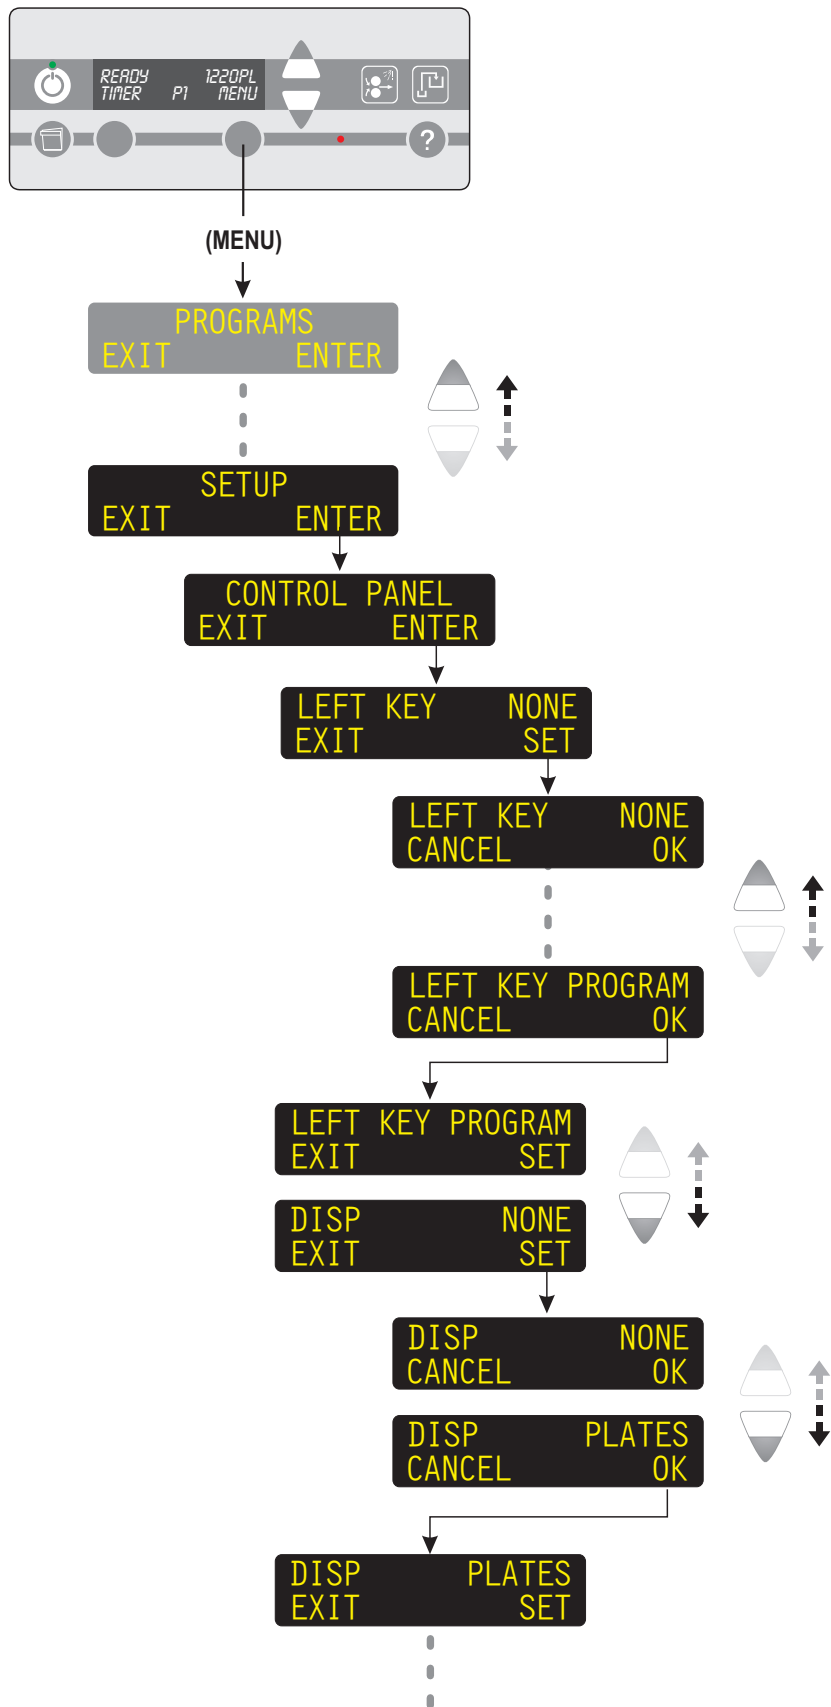 READY 1220PL
TIMER P1 MENU
?
(MENU)
PROGRAMS
EXIT ENTER
SETUP
EXIT ENTER
CONTROL PANEL
EXIT ENTER
LEFT KEY NONE
EXIT SET
LEFT KEY NONE
CANCEL OK
LEFT KEY PROGRAM
CANCEL OK
LEFT KEY PROGRAM
EXIT SET
DISP NONE
EXIT SET
DISP NONE
CANCEL OK
DISP PLATES
CANCEL OK
DISP PLATES
EXIT SET